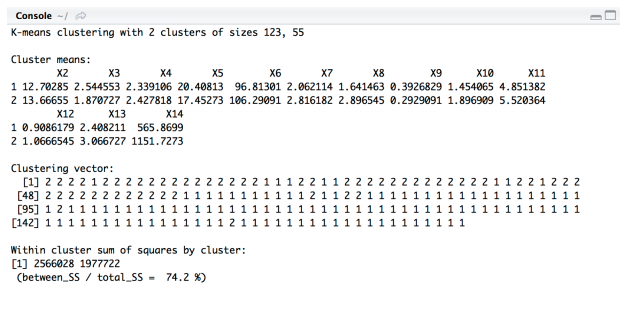 Console ~/
K-means clustering with 2 clusters of sizes 123, 55
Cluster means:
X2 X3 X4 X5 X6 X7 X8 X9 X10 X11
1 12.70285 2.544553 2.339106 20.40813 96.81301 2.062114 1.641463 0.3926829 1.454065 4.851382
2 13.66655 1.870727 2.427818 17.45273 106.29091 2.816182 2.896545 0.2929091 1.896909 5.520364
X12 X13 X14
1 0.9086179 2.408211 565.8699
2 1.0666545 3.066727 1151.7273
Clustering vector:
[1] 2 2 2 2 1 2 2 2 2 2 2 2 2 2 2 2 2 2 2 1 1 1 2 2 1 1 2 2 2 2 2 2 2 2 2 2 2 2 2 1 1 2 2 1 2 2 2
[48] 2 2 2 2 2 2 2 2 2 2 2 2 1 1 1 1 1 1 1 1 1 1 1 2 1 1 2 2 1 1 1 1 1 1 1 1 1 1 1 1 1 1 1 1 1 1 1
[95] 1 2 1 1 1 1 1 1 1 1 1 1 1 1 1 1 1 1 1 1 1 1 1 1 1 1 1 1 1 1 1 1 1 1 1 1 1 1 1 1 1 1 1 1 1 1 1
[142] 1 1 1 1 1 1 1 1 1 1 1 1 1 1 1 1 2 1 1 1 1 1 1 1 1 1 1 1 1 1 1 1 1 1 1 1 1
Within cluster sum of squares by cluster:
[1] 2566028 1977722
(between_SS / total_SS = 74.2 %)